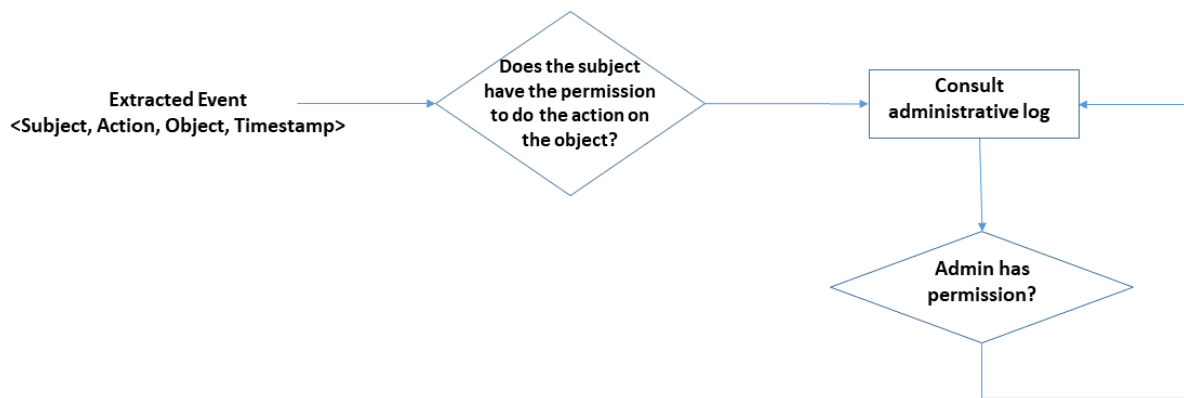 Extracted Event
<Subject, Action, Object, Timestamp>
Does the subject
have the permission
to do the action on
the object?
Consult
administrative log
Admin has
permission?